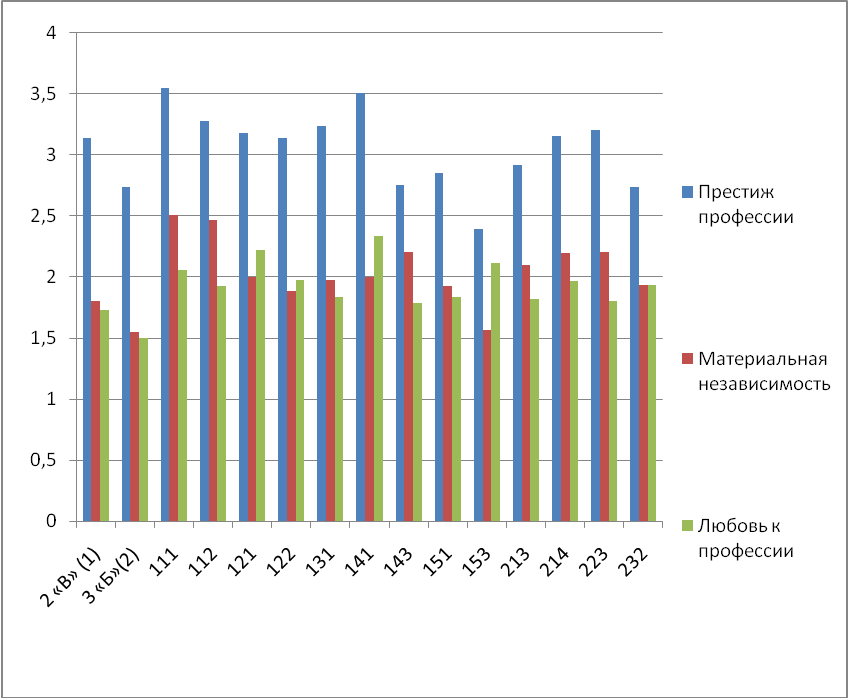 4
3,5
3
2,5
2
1,5
1
0,5
0
2 «В» (1)
3 «Б»(2)
111
112
121
122
131
141
143
151
153
213
214
223
232
Престиж
профессии
Материальная
независимость
Любовь к
профессии